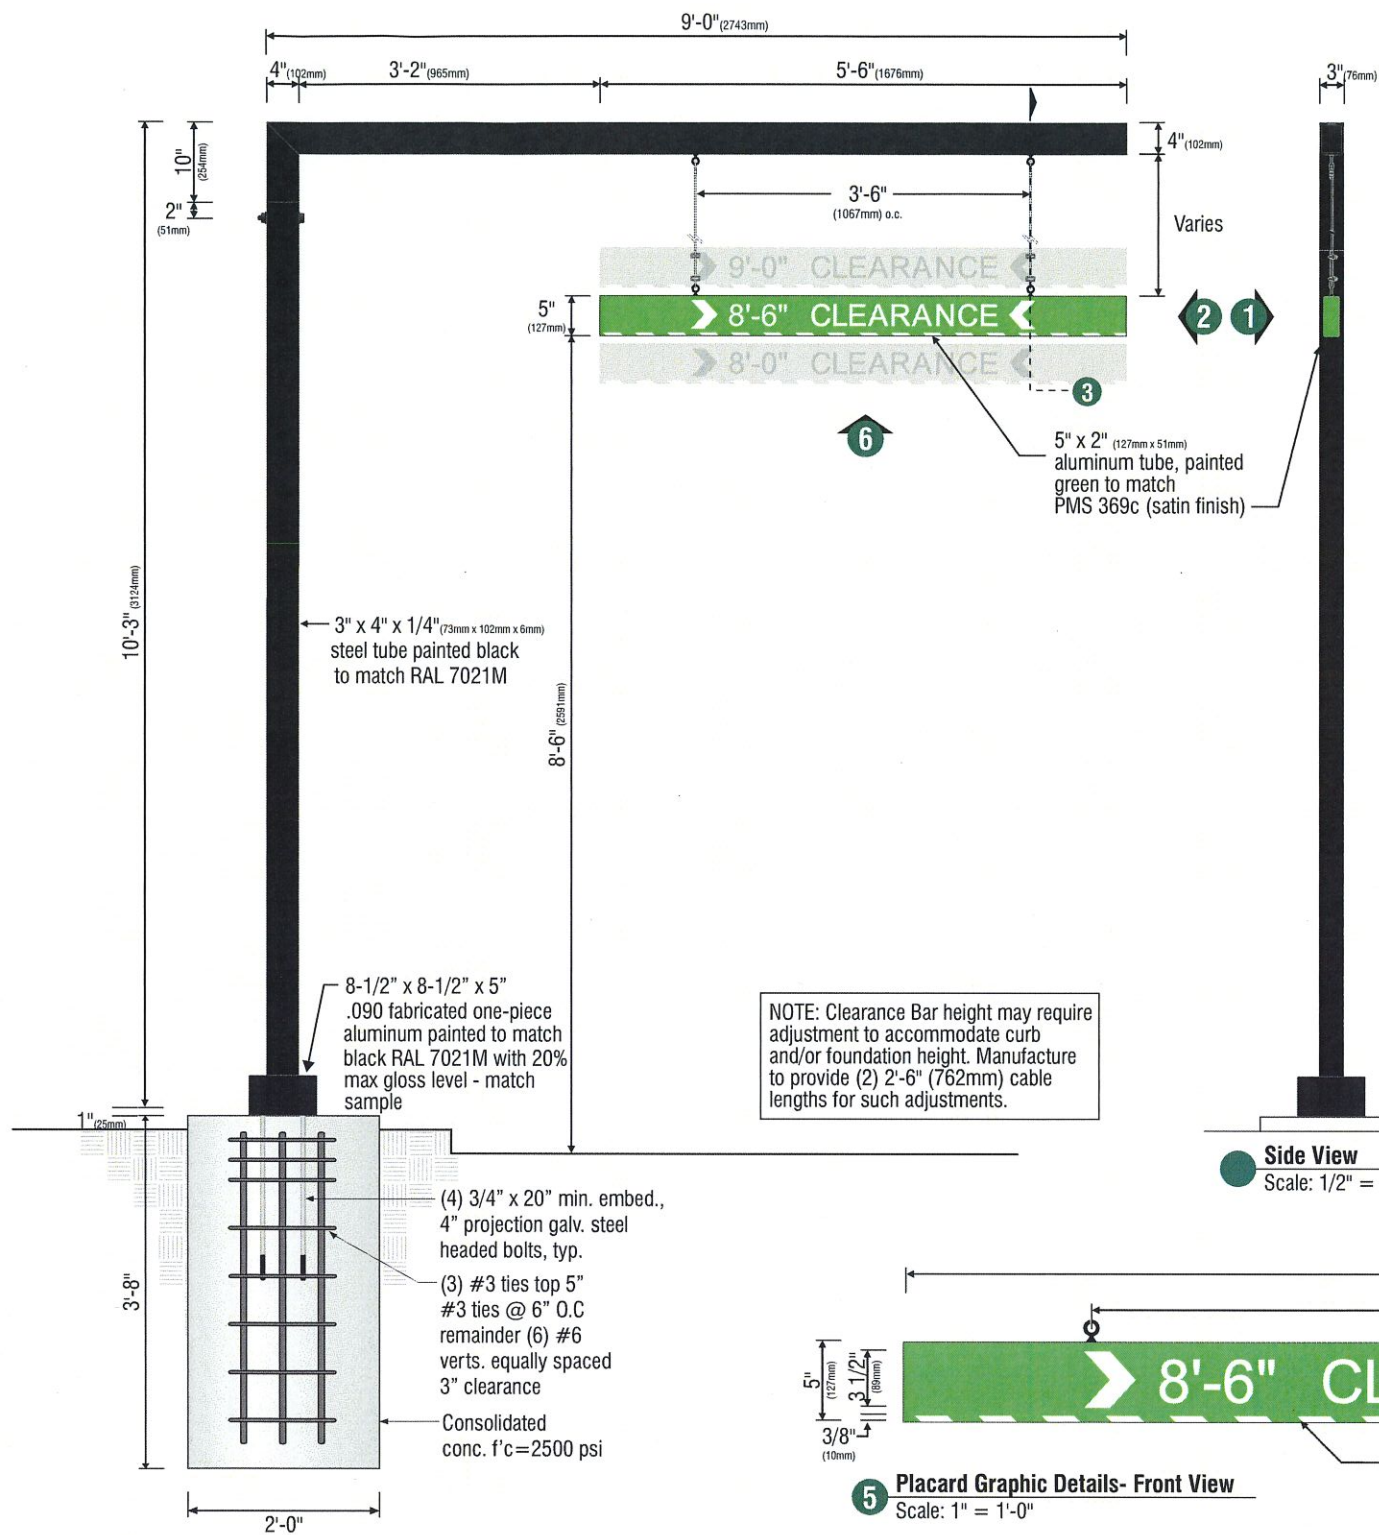 9'-0" (2743mm)
4" (102mm)
3'-2" (965mm)
5'-6" (1676mm)
3" (76mm)
10"
(254mm)
2"
(51mm)
4" (102mm)
3'-6"
(1067mm) o.c.
Varies
9'-0" CLEARANCE
5"
(127mm)
8'-6" CLEARANCE
8'-0" CLEARANCE
2
1
3
6
5" x 2" (127mm x 51mm)
aluminum tube, painted
green to match
PMS 369c (satin finish)
10'-3" (3124mm)
3" x 4" x 1/4" (73mm x 102mm x 6mm)
steel tube painted black
to match RAL 7021M
8'-6" (2591mm)
8-1/2” x 8-1/2” x 5”
.090 fabricated one-piece
aluminum painted to match
black RAL 7021M with 20%
max gloss level - match
sample
NOTE: Clearance Bar height may require
adjustment to accommodate curb
and/or foundation height. Manufacture
to provide (2) 2'-6" (762mm) cable
lengths for such adjustments.
1"
(25mm)
Side View
Scale: 1/2" =
(4) 3/4” x 20” min. embed.,
4” projection galv. steel
headed bolts, typ.
(3) #3 ties top 5”
#3 ties @ 6” O.C
remainder (6) #6
verts. equally spaced
3” clearance
Consolidated
conc. f'c=2500 psi
3'-8"
2'-0"
5"
(127mm)
3 1/2"
(89mm)
3/8"
(10mm)
8'-6" CL
5
Placard Graphic Details- Front View
Scale: 1" = 1'-0"